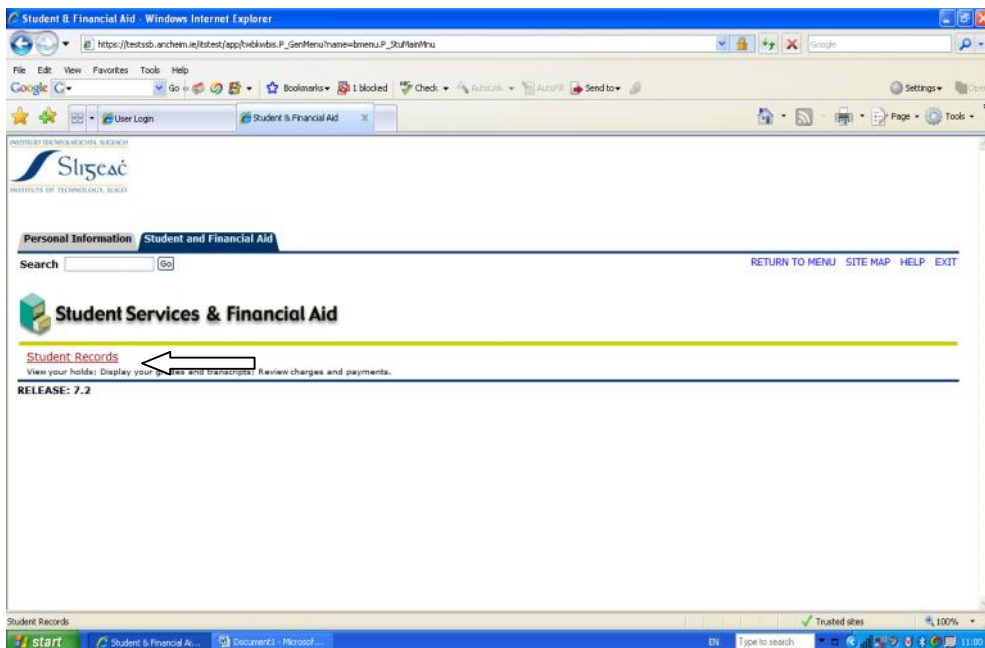 Student & Financial Aid - Windows Internet Explorer
https://testssb.ancheim.ie/itstest/app/twbkwbis.P_GenMenu?name=bmenu.P_StuMainMnu
Google
File Edit View Favorites Tools Help
Google G Go Bookmarks 1 blocked Check AutoLink AutoFill Send to Settings
User Login Student & Financial Aid Page Tools
Sligeaċ
INSTITUTE OF TECHNOLOGY, SLIGO
Personal Information Student and Financial Aid
Search Go RETURN TO MENU SITE MAP HELP EXIT
Student Services & Financial Aid
Student Records
View your holds; Display your grades and transcripts; Review charges and payments.
RELEASE: 7.2
Student Records Trusted sites 100%
start Student & Financial Ai... Document1 - Microsof... EN Type to search 11:00